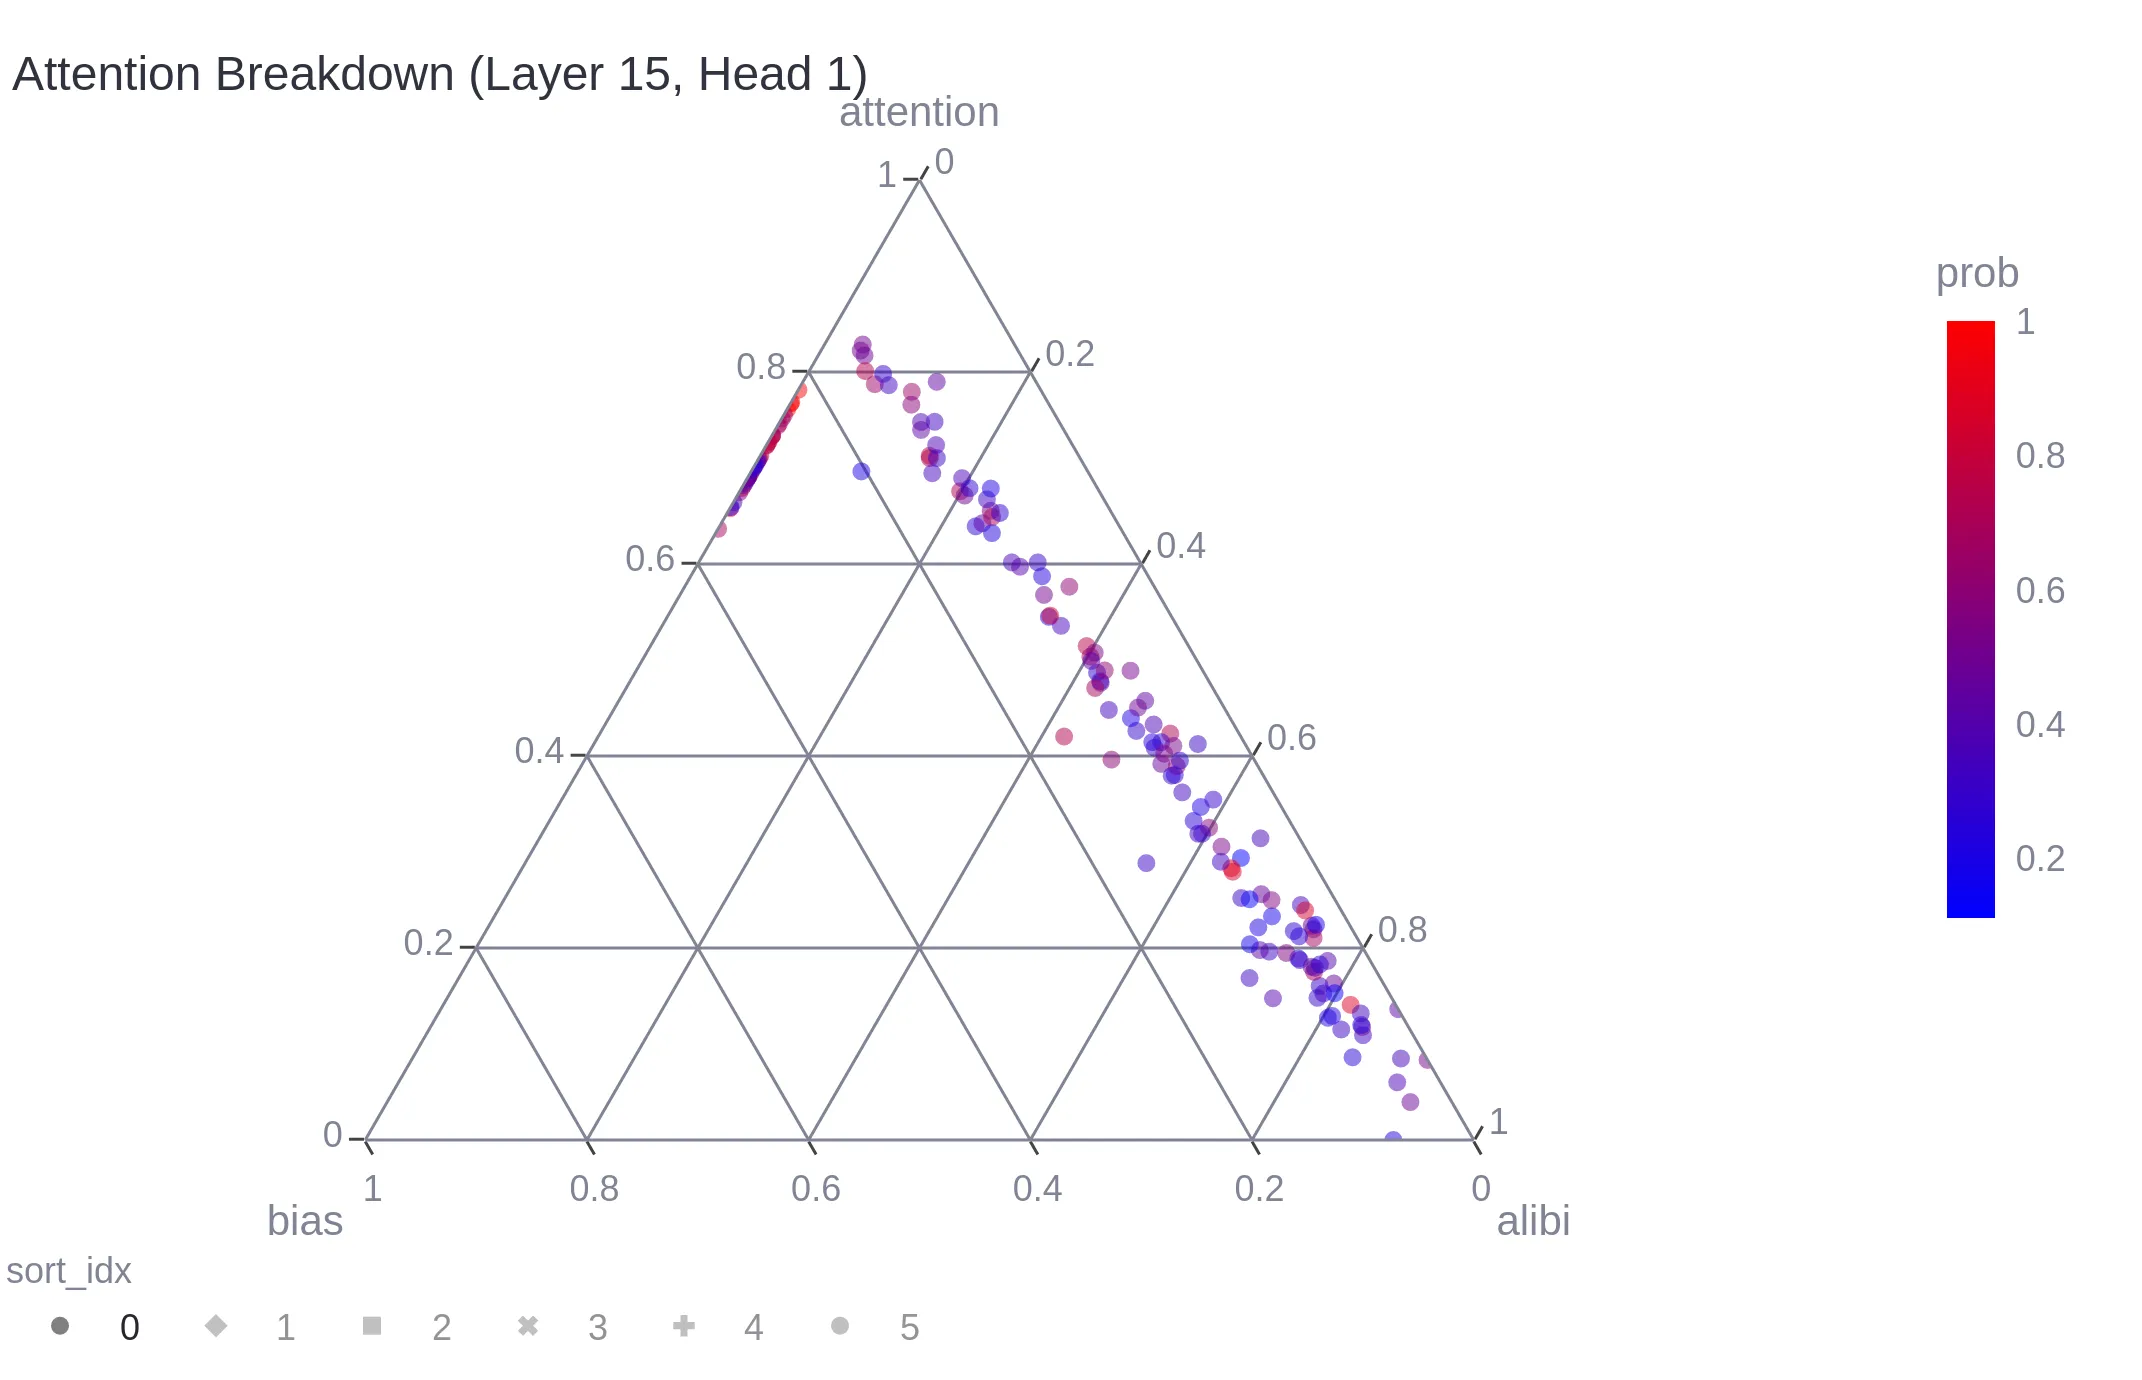 Attention Breakdown (Layer 15, Head 1)
attention
1 0
prob
1
0.8 0.2
0.8
0.6 0.4
0.6
0.4 0.6
0.4
0.2 0.8
0.2
0 1
1 0.8 0.6 0.4 0.2 0
bias alibi
sort_idx
0 1 2 3 4 5